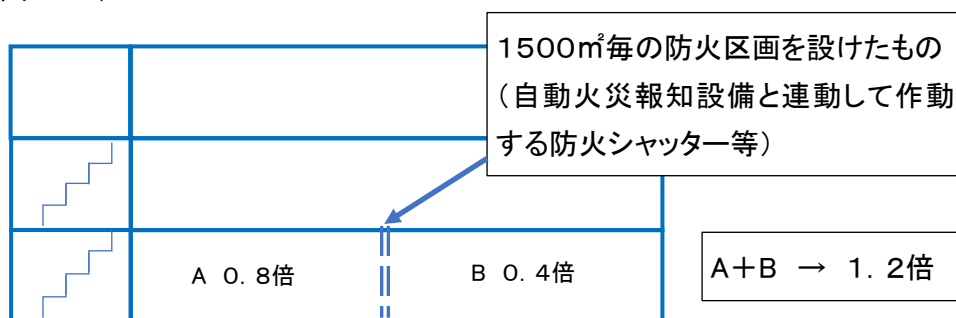 1500㎡毎の防火区画を設けたもの
(自動火災報知設備と連動して作動
する防火シャッター等)
A 0.8倍
B 0.4倍
A+B → 1.2倍